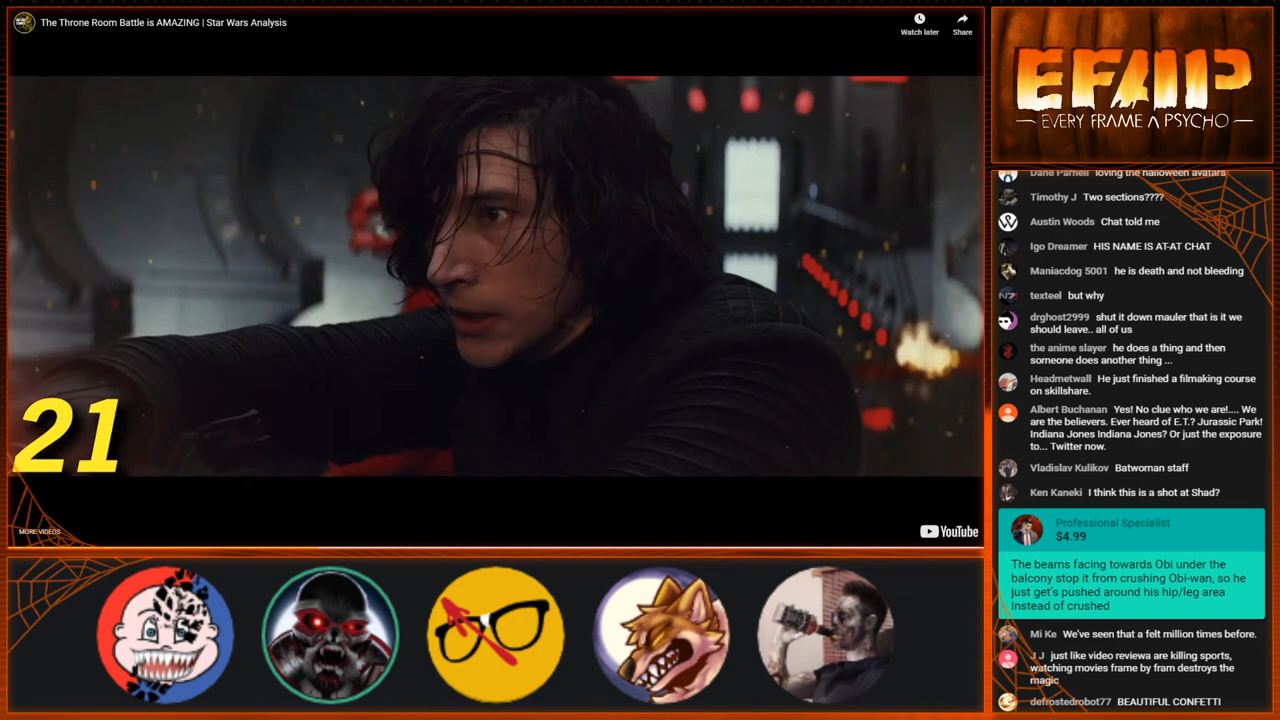 The Throne Room Battle is AMAZING | Star Wars Analysis
Watch later
Share
21
MORE VIDEOS
YouTube
EFAP
EVERY FRAME A PSYCHO
Dane Parnell loving the halloween avatars
Timothy J Two sections????
Austin Woods Chat told me
Igo Dreamer HIS NAME IS AT-AT CHAT
Maniacdog 5001 he is death and not bleeding
texteel but why
drghost2999 shut it down mauler that is it we
should leave.. all of us
the anime slayer he does a thing and then
someone does another thing ...
Headmetwall He just finished a filmaking course
on skillshare.
Albert Buchanan Yes! No clue who we are!.... We
are the believers. Ever heard of E.T.? Jurassic Park!
Indiana Jones Indiana Jones? Or just the exposure
to... Twitter now.
Vladislav Kulikov Batwoman staff
Ken Kaneki I think this is a shot at Shad?
Professional Specialist
$4.99
The beams facing towards Obi under the
balcony stop it from crushing Obi-wan, so he
just get's pushed around his hip/leg area
instead of crushed
Mi Ke We've seen that a felt million times before.
J J just like video reviewa are killing sports,
watching movies frame by fram destroys the
magic
defrostedrobot77 BEAUTIFUL CONFETTI